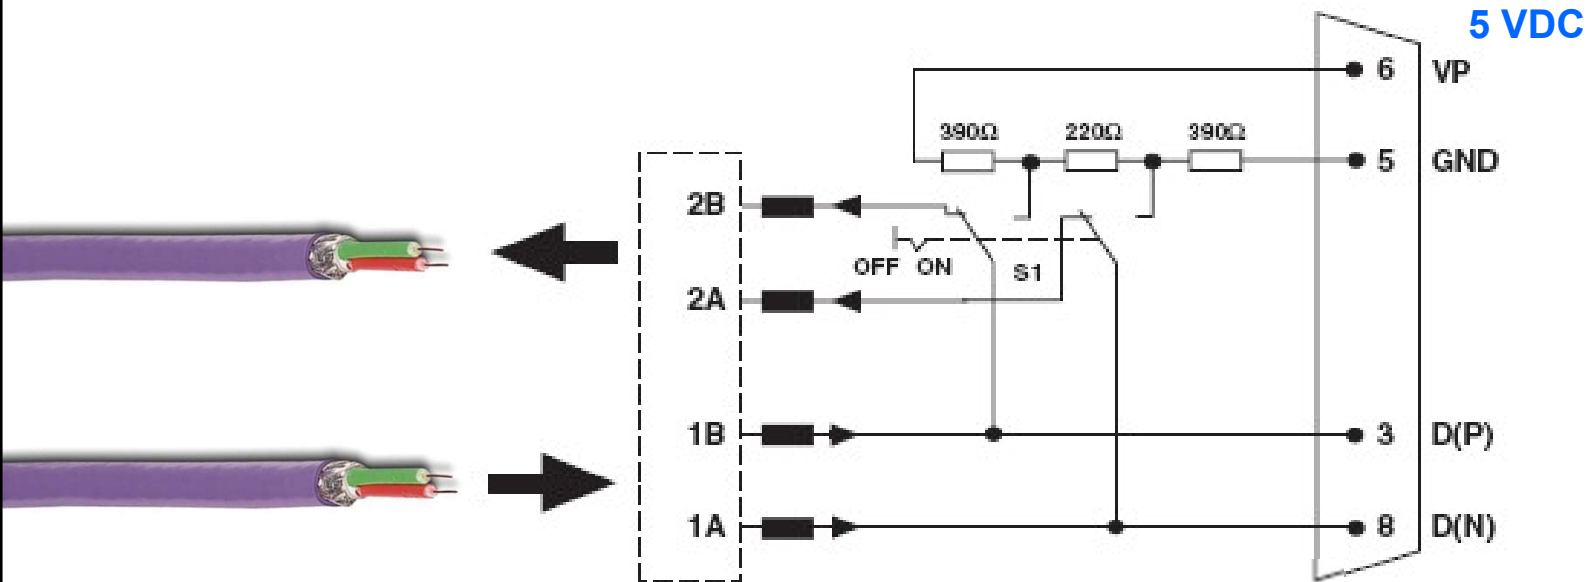 5 VDC
6 VP
390Ω 220Ω 390Ω
5 GND
2B
OFF ON S1
2A
1B 3 D(P)
1A 8 D(N)